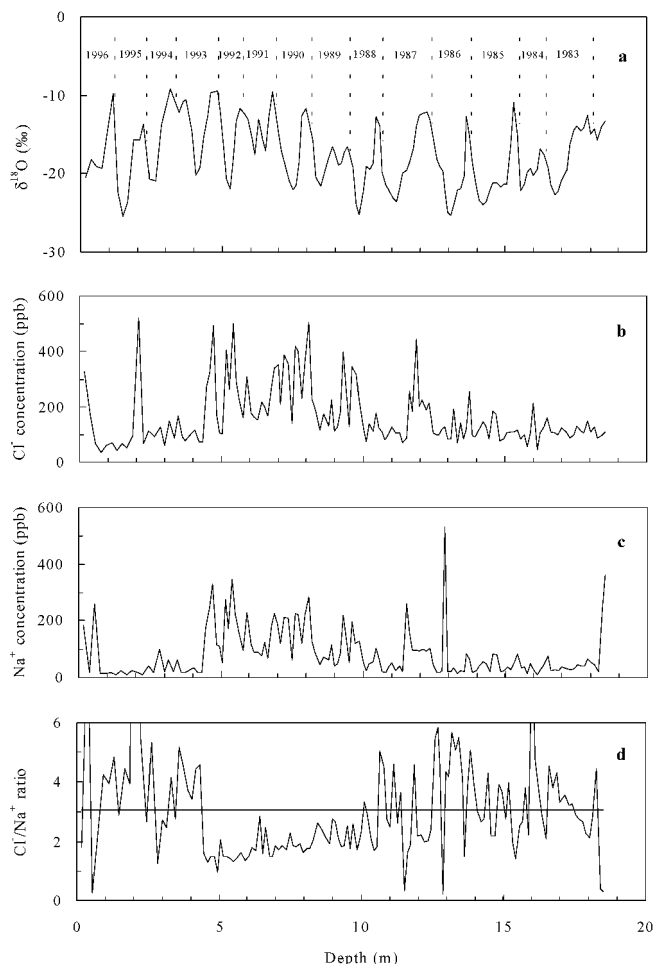 0
-10
-20
-30
δ¹⁸O (‰)
1996 1995 1994 1993 1992 1991 1990 1989 1988 1987 1986 1985 1984 1983
a
600
400
200
0
Cl⁻ concentration (ppb)
b
600
400
200
0
Na⁺ concentration (ppb)
c
6
4
2
0
Cl⁻/Na⁺ ratio
d
0 5 10 15 20
Depth (m)